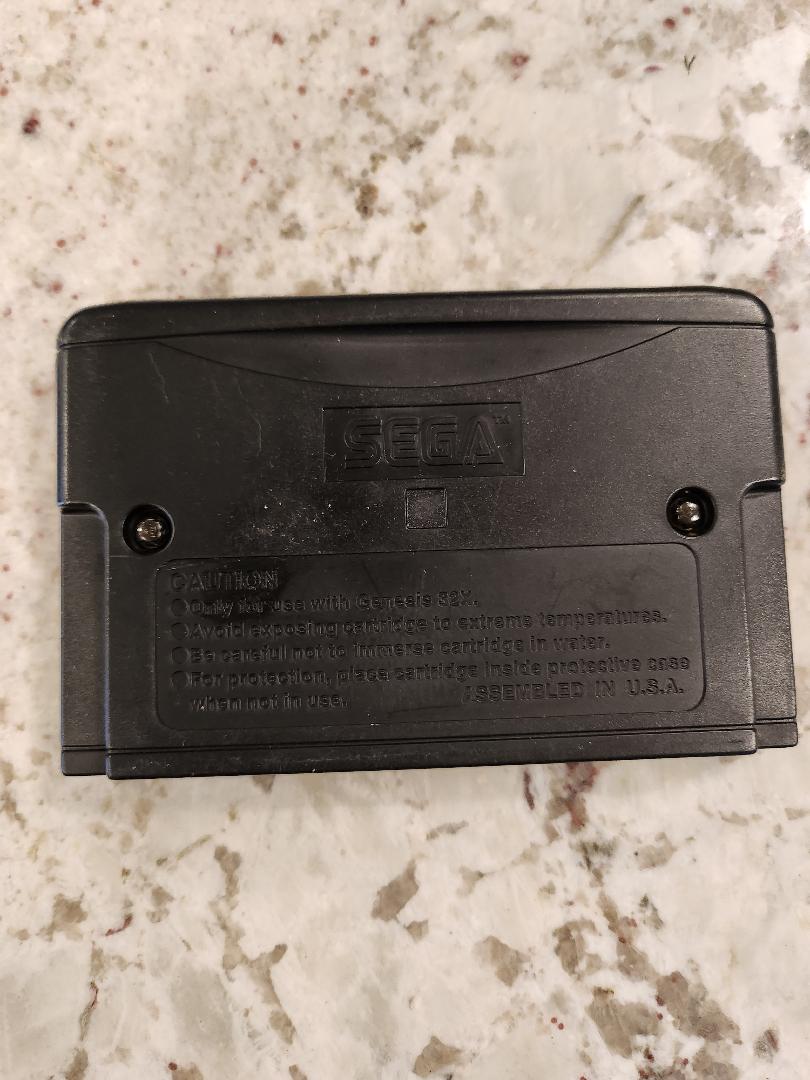 SEGA™
CAUTION
●Only for use with Genesis 32X.
●Avoid exposing cartridge to extreme temperatures.
●Be careful not to immerse cartridge in water.
●For protection, place cartridge inside protective case
when not in use. ASSEMBLED IN U.S.A.